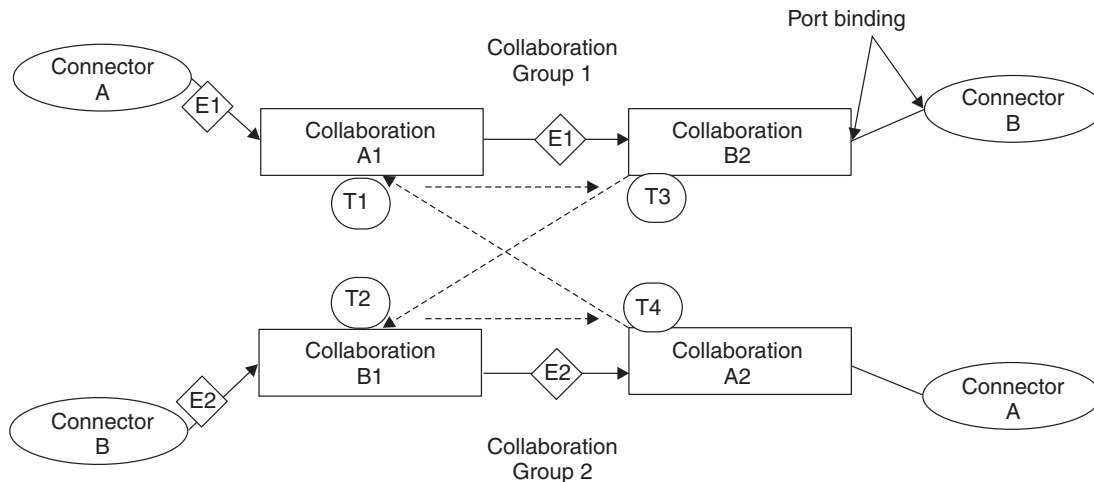 Port binding
Collaboration
Group 1
Connector
A
E1
Collaboration
A1
E1
Collaboration
B2
Connector
B
T1
T3
T2
T4
Collaboration
B1
E2
Collaboration
A2
E2
Connector
B
Connector
A
Collaboration
Group 2